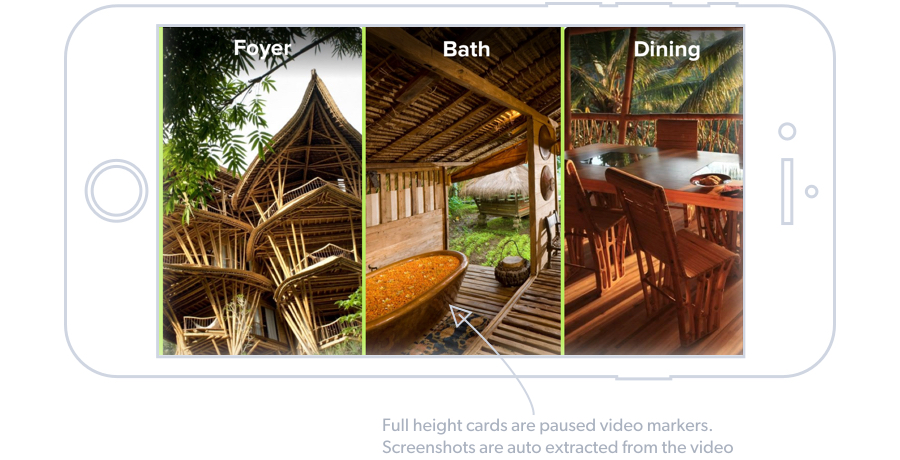 Foyer
Bath
Dining
Full height cards are paused video markers.
Screenshots are auto extracted from the video